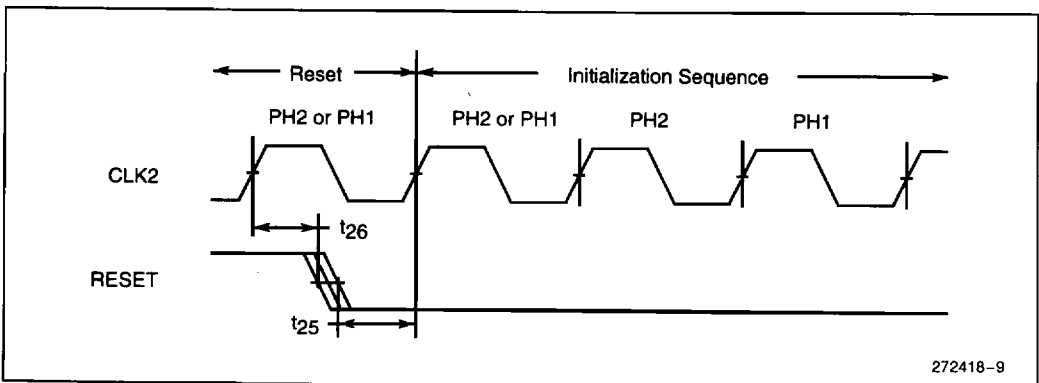 Reset
Initialization Sequence
PH2 or PH1
PH2 or PH1
PH2
PH1
CLK2
t26
RESET
t25
272418–9